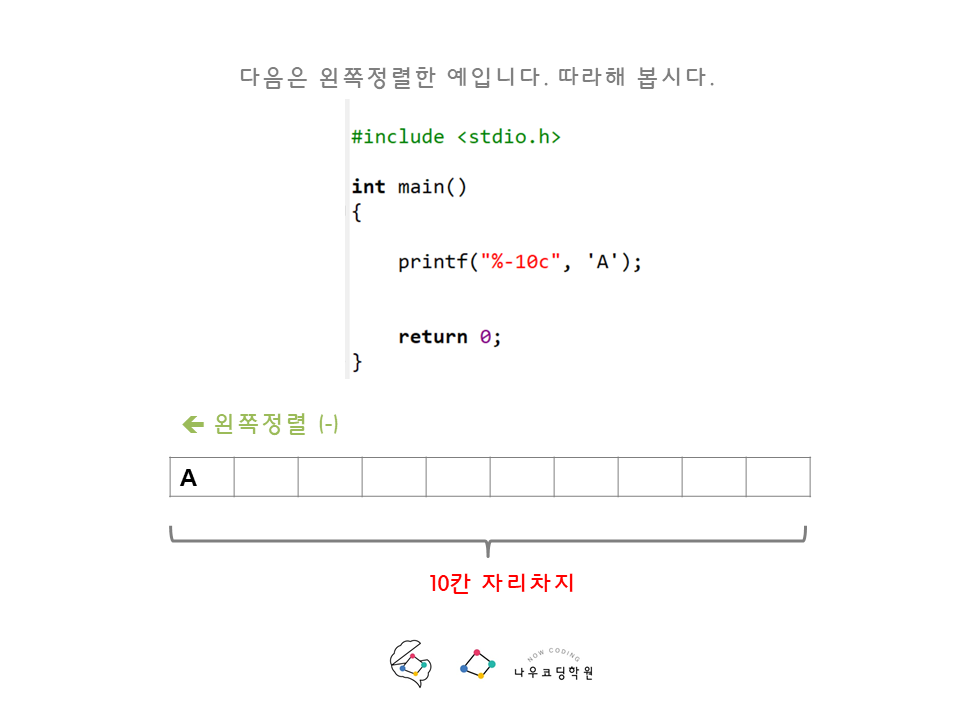 다음은 왼쪽정렬한 예입니다. 따라해 봅시다.
#include <stdio.h>
int main()
{
printf("%-10c", 'A');
return 0;
}
← 왼쪽정렬 (-)
A
10칸 자리차지
NOW CODING
나우코딩학원